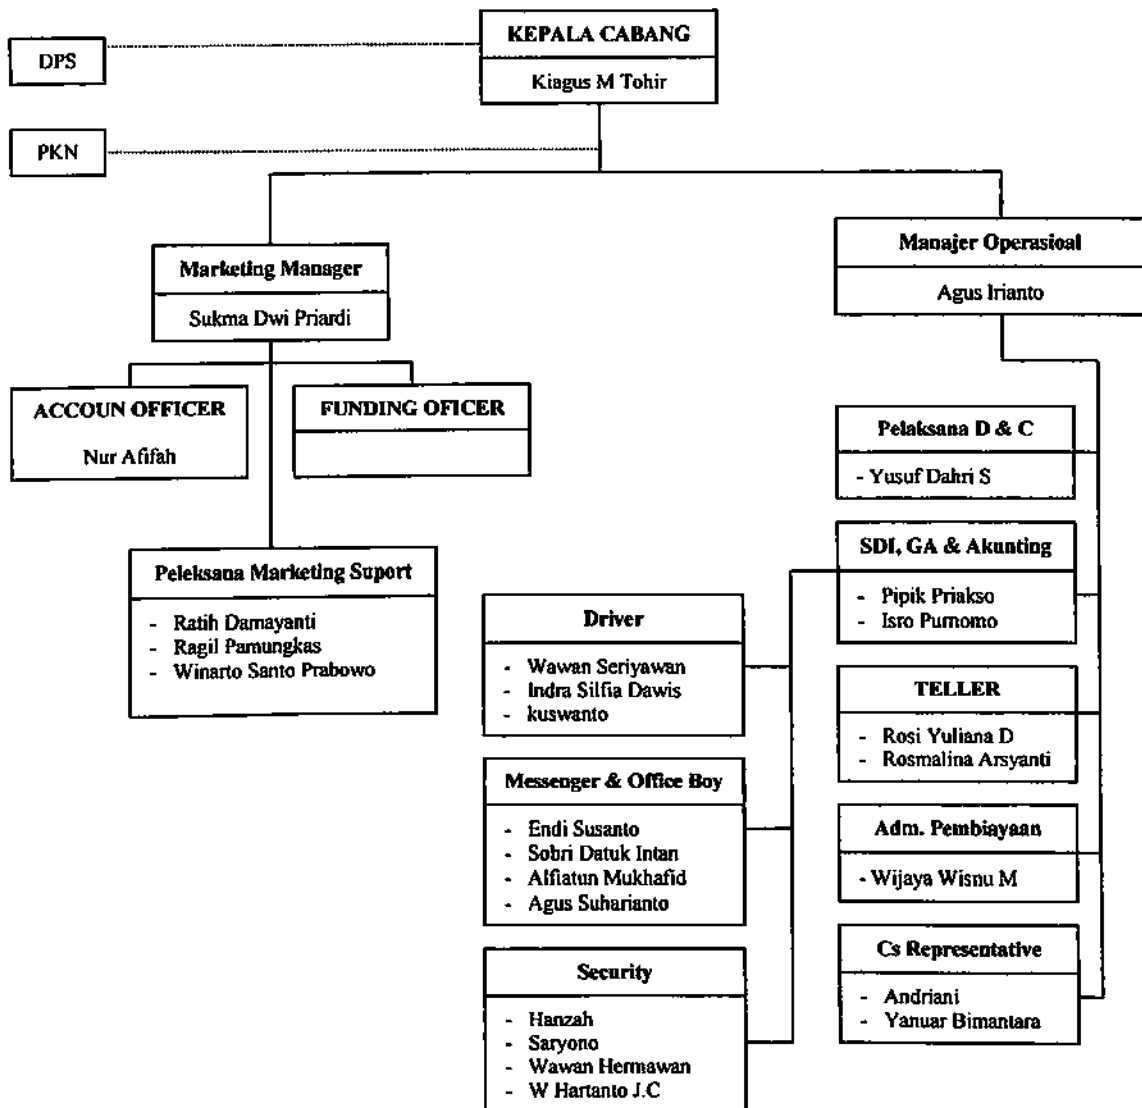 KEPALA CABANG
Kiagus M Tohir
DPS
PKN
Marketing Manager
Sukma Dwi Priardi
Manajer Operasioal
Agus Irianto
ACCOUN OFFICER
Nur Afifah
FUNDING OFICER
Peleksana Marketing Suport
- Ratih Damayanti
- Ragil Pamungkas
- Winarto Santo Prabowo
Pelaksana D & C
- Yusuf Dahri S
SDI, GA & Akunting
- Pipik Priakso
- Isro Purnomo
Driver
- Wawan Seriyawan
- Indra Silfia Dawis
- kuswanto
TELLER
- Rosi Yuliana D
- Rosmalina Arsyanti
Messenger & Office Boy
- Endi Susanto
- Sobri Datuk Intan
- Alfiatun Mukhafid
- Agus Suharianto
Adm. Pembiayaan
- Wijaya Wisnu M
Security
- Hanzah
- Saryono
- Wawan Hermawan
- W Hartanto J.C
Cs Representative
- Andriani
- Yanuar Bimantara